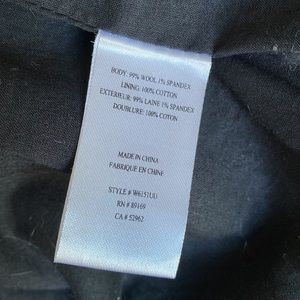 BODY: 99% WOOL 1% SPANDEX
LINING: 100% COTTON
EXTERIEUR: 99% LAINE 1% SPANDEX
DOUBLURE: 100% COTON
MADE IN CHINA
FABRIQUE EN CHINE
STYLE # W6151UU
RN # 89169
CA # 52962